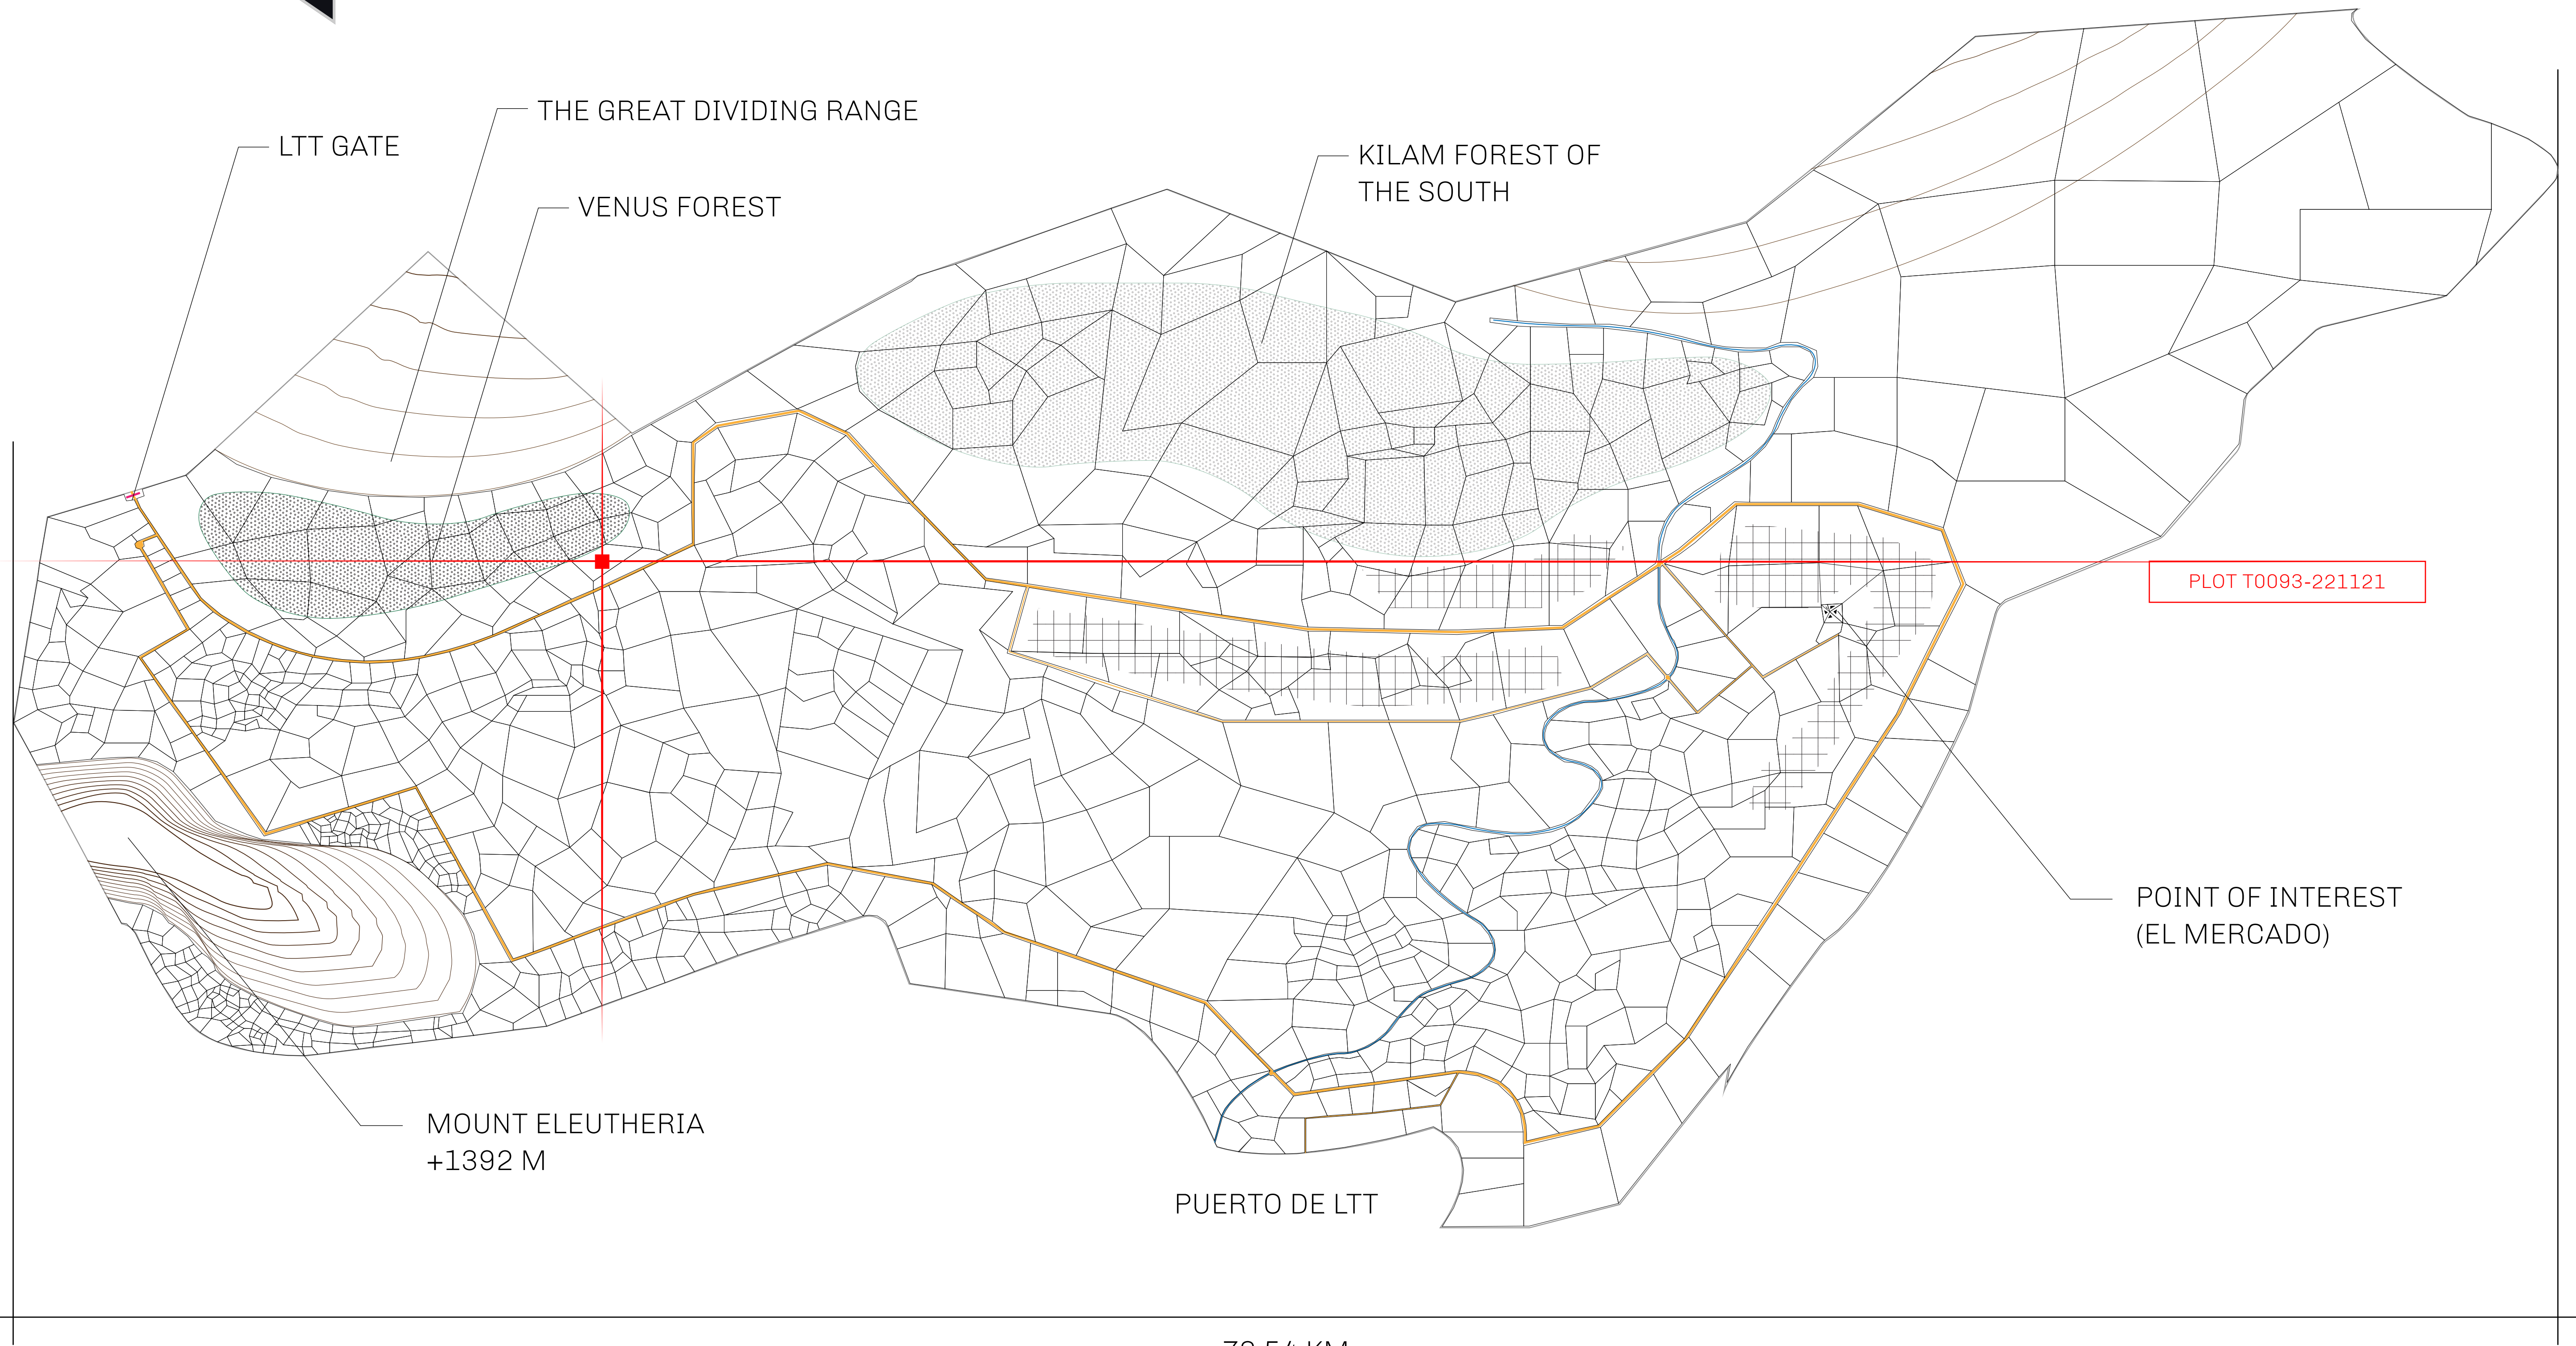 THE GREAT DIVIDING RANGE
LTT GATE
VENUS FOREST
KILAM FOREST OF
THE SOUTH
PLOT T0093-221121
POINT OF INTEREST
(EL MERCADO)
MOUNT ELEUTHERIA
+1392 M
PUERTO DE LTT
KM